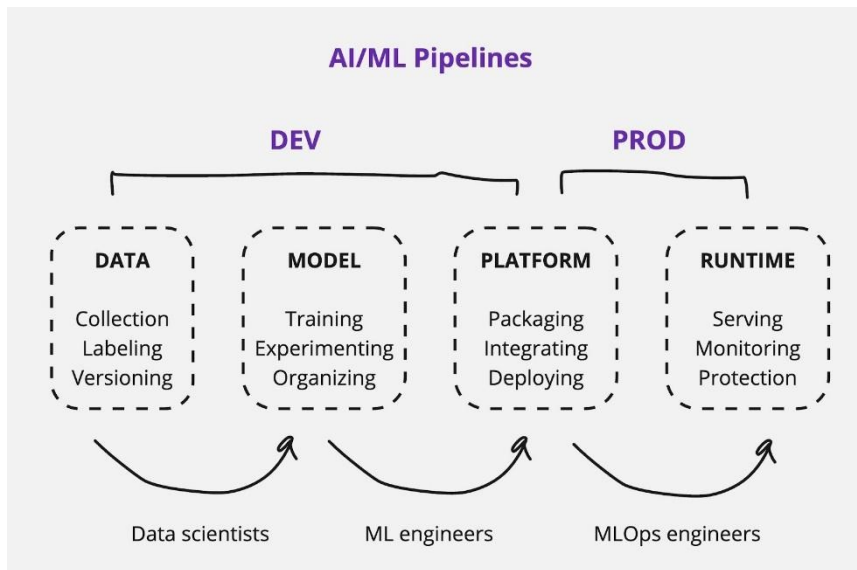 AI/ML Pipelines
DEV
PROD
DATA
Collection
Labeling
Versioning
MODEL
Training
Experimenting
Organizing
PLATFORM
Packaging
Integrating
Deploying
RUNTIME
Serving
Monitoring
Protection
Data scientists
ML engineers
MLOps engineers